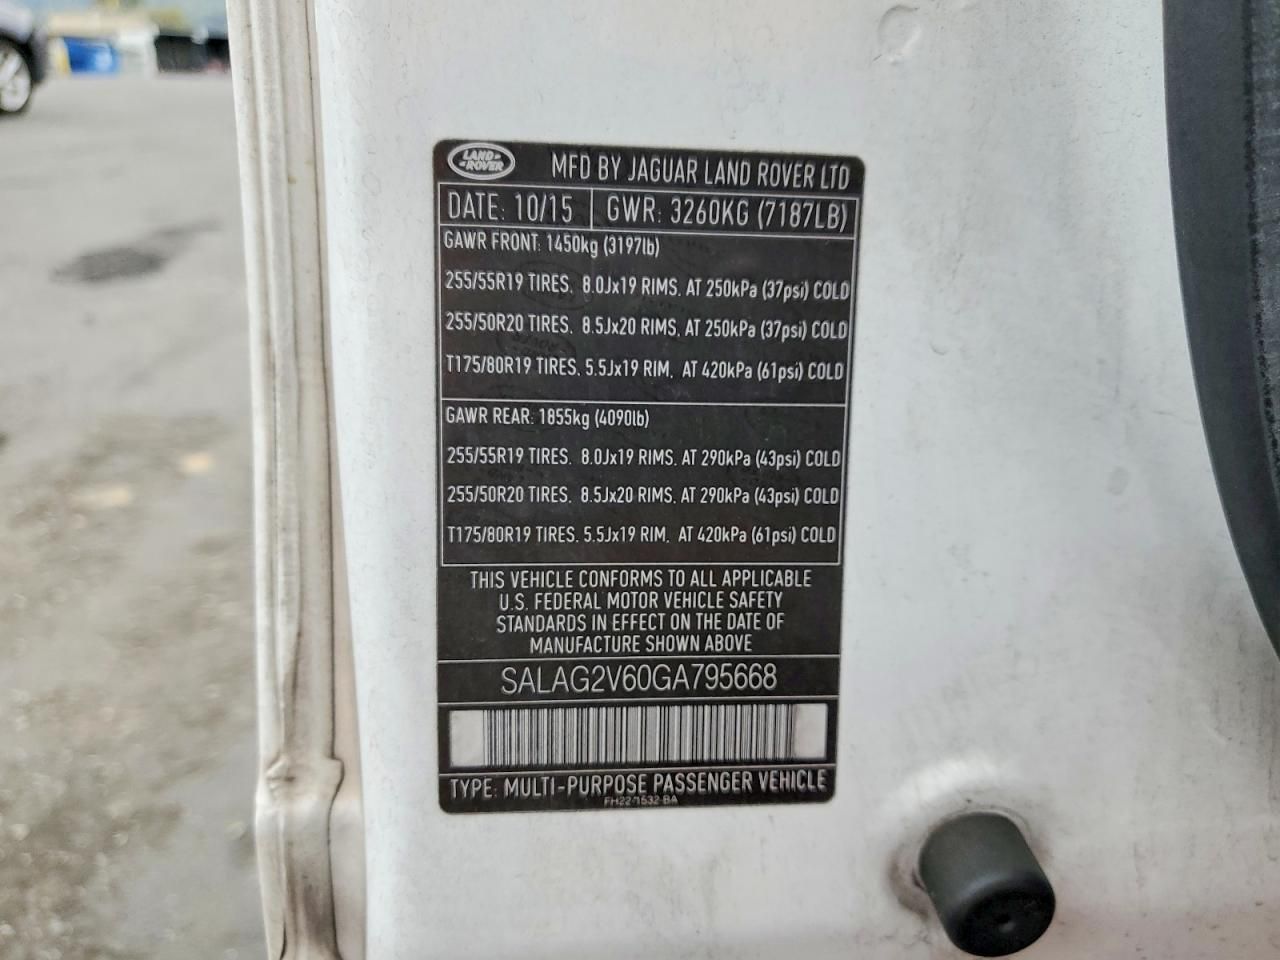 LAND-
-ROVER
MFD BY JAGUAR LAND ROVER LTD
DATE: 10/15 GWR: 3260KG (7187LB)
GAWR FRONT: 1450kg (3197lb)
255/55R19 TIRES. 8.0Jx19 RIMS. AT 250kPa (37psi) COLD
255/50R20 TIRES. 8.5Jx20 RIMS. AT 250kPa (37psi) COLD
T175/80R19 TIRES. 5.5Jx19 RIM. AT 420kPa (61psi) COLD
GAWR REAR: 1855kg (4090lb)
255/55R19 TIRES. 8.0Jx19 RIMS. AT 290kPa (43psi) COLD
255/50R20 TIRES. 8.5Jx20 RIMS. AT 290kPa (43psi) COLD
T175/80R19 TIRES. 5.5Jx19 RIM. AT 420kPa (61psi) COLD
THIS VEHICLE CONFORMS TO ALL APPLICABLE
U.S. FEDERAL MOTOR VEHICLE SAFETY
STANDARDS IN EFFECT ON THE DATE OF
MANUFACTURE SHOWN ABOVE
SALAG2V60GA795668
TYPE: MULTI-PURPOSE PASSENGER VEHICLE
FH22-1532-BA